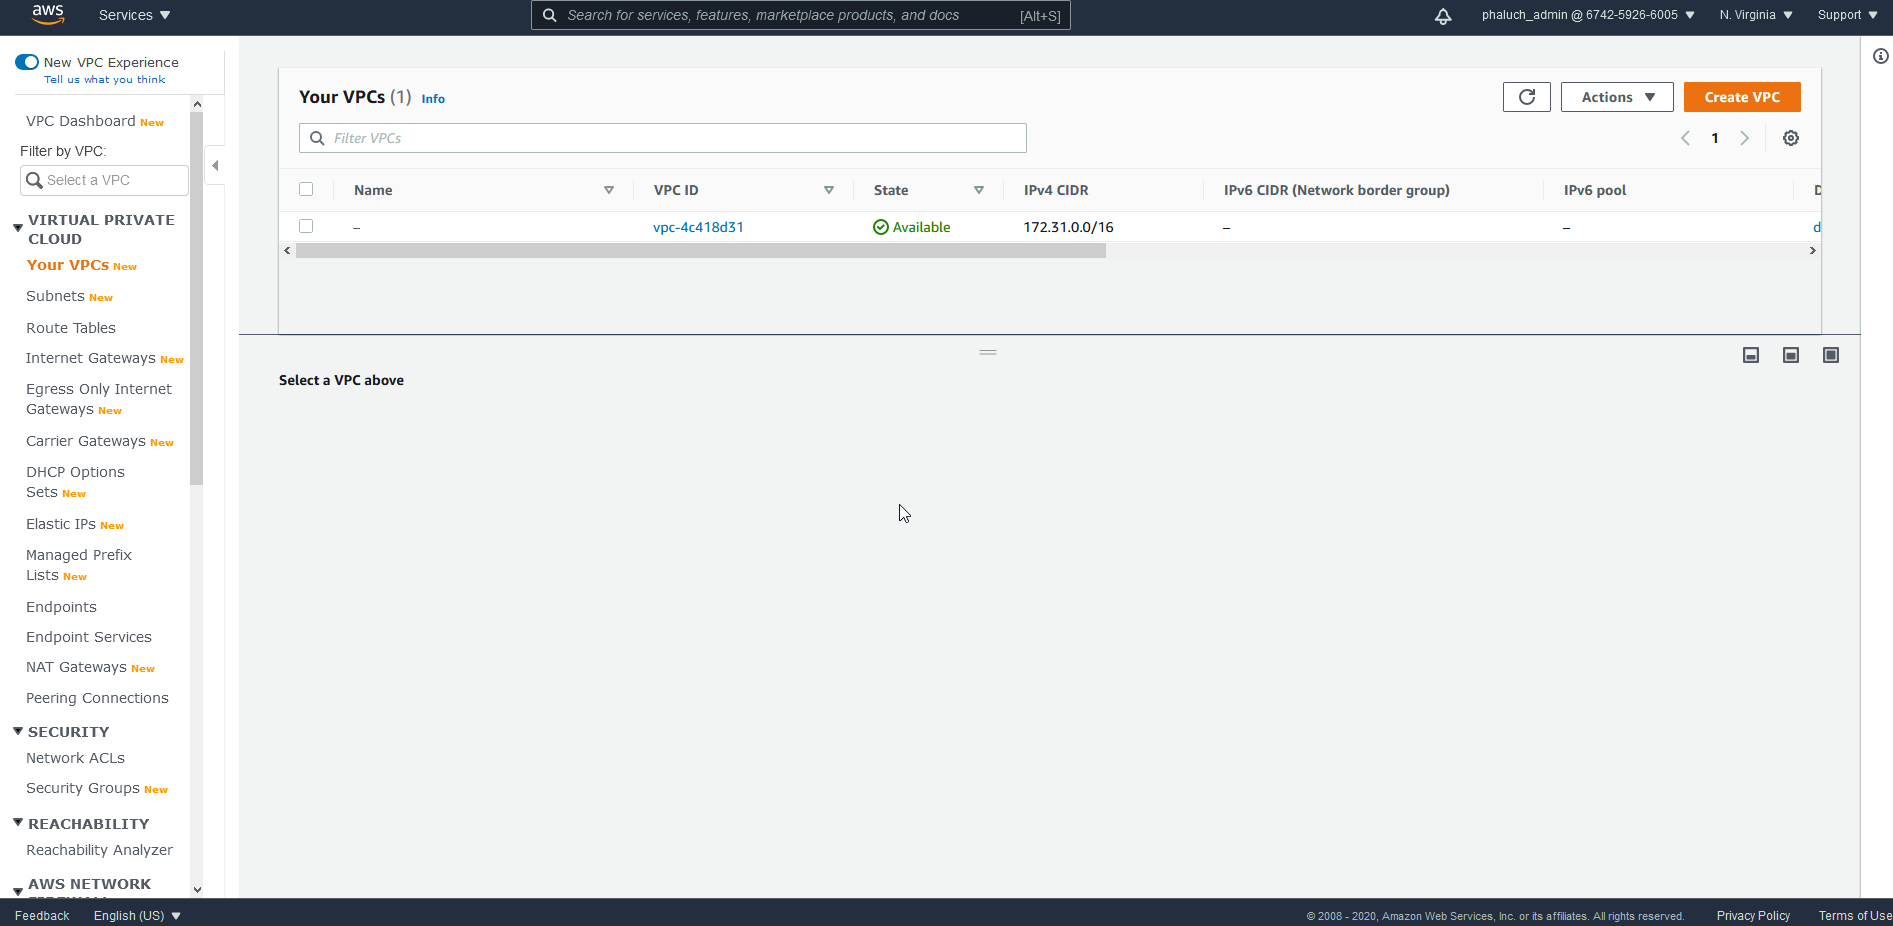 aws
Services
Search for services, features, marketplace products, and docs [Alt+S]
phaluch_admin @ 6742-5926-6005
N. Virginia
Support
New VPC Experience
Tell us what you think
VPC Dashboard New
Filter by VPC:
Select a VPC
VIRTUAL PRIVATE
CLOUD
Your VPCs New
Subnets New
Route Tables
Internet Gateways New
Egress Only Internet
Gateways New
Carrier Gateways New
DHCP Options
Sets New
Elastic IPs New
Managed Prefix
Lists New
Endpoints
Endpoint Services
NAT Gateways New
Peering Connections
SECURITY
Network ACLs
Security Groups New
REACHABILITY
Reachability Analyzer
AWS NETWORK
Your VPCs (1) Info
Actions
Create VPC
Filter VPCs
1
Name VPC ID State IPv4 CIDR IPv6 CIDR (Network border group) IPv6 pool D
– vpc-4c418d31 Available 172.31.0.0/16 – – d
Select a VPC above
Feedback
English (US)
© 2008 - 2020, Amazon Web Services, Inc. or its affiliates. All rights reserved.
Privacy Policy
Terms of Use